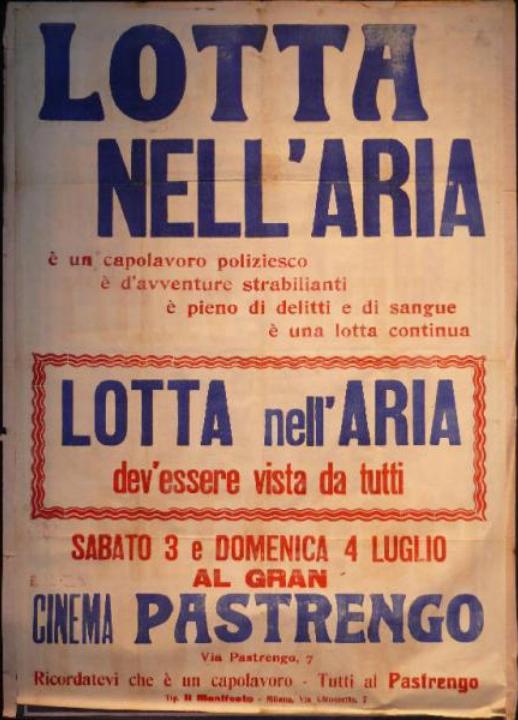 LOTTA
NELL'ARIA
è un capolavoro poliziesco
è d'avventure strabilianti
è pieno di delitti e di sangue
è una lotta continua
LOTTA nell'ARIA
dev'essere vista da tutti
SABATO 3 e DOMENICA 4 LUGLIO
AL GRAN
CINEMA PASTRENGO
Via Pastrengo, 7
Ricordatevi che è un capolavoro - Tutti al Pastrengo
Tip. Il Manifesto - Milano, Via